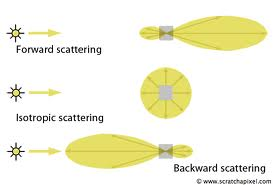 Forward scattering
Isotropic scattering
Backward scattering
© www.scratchapixel.com